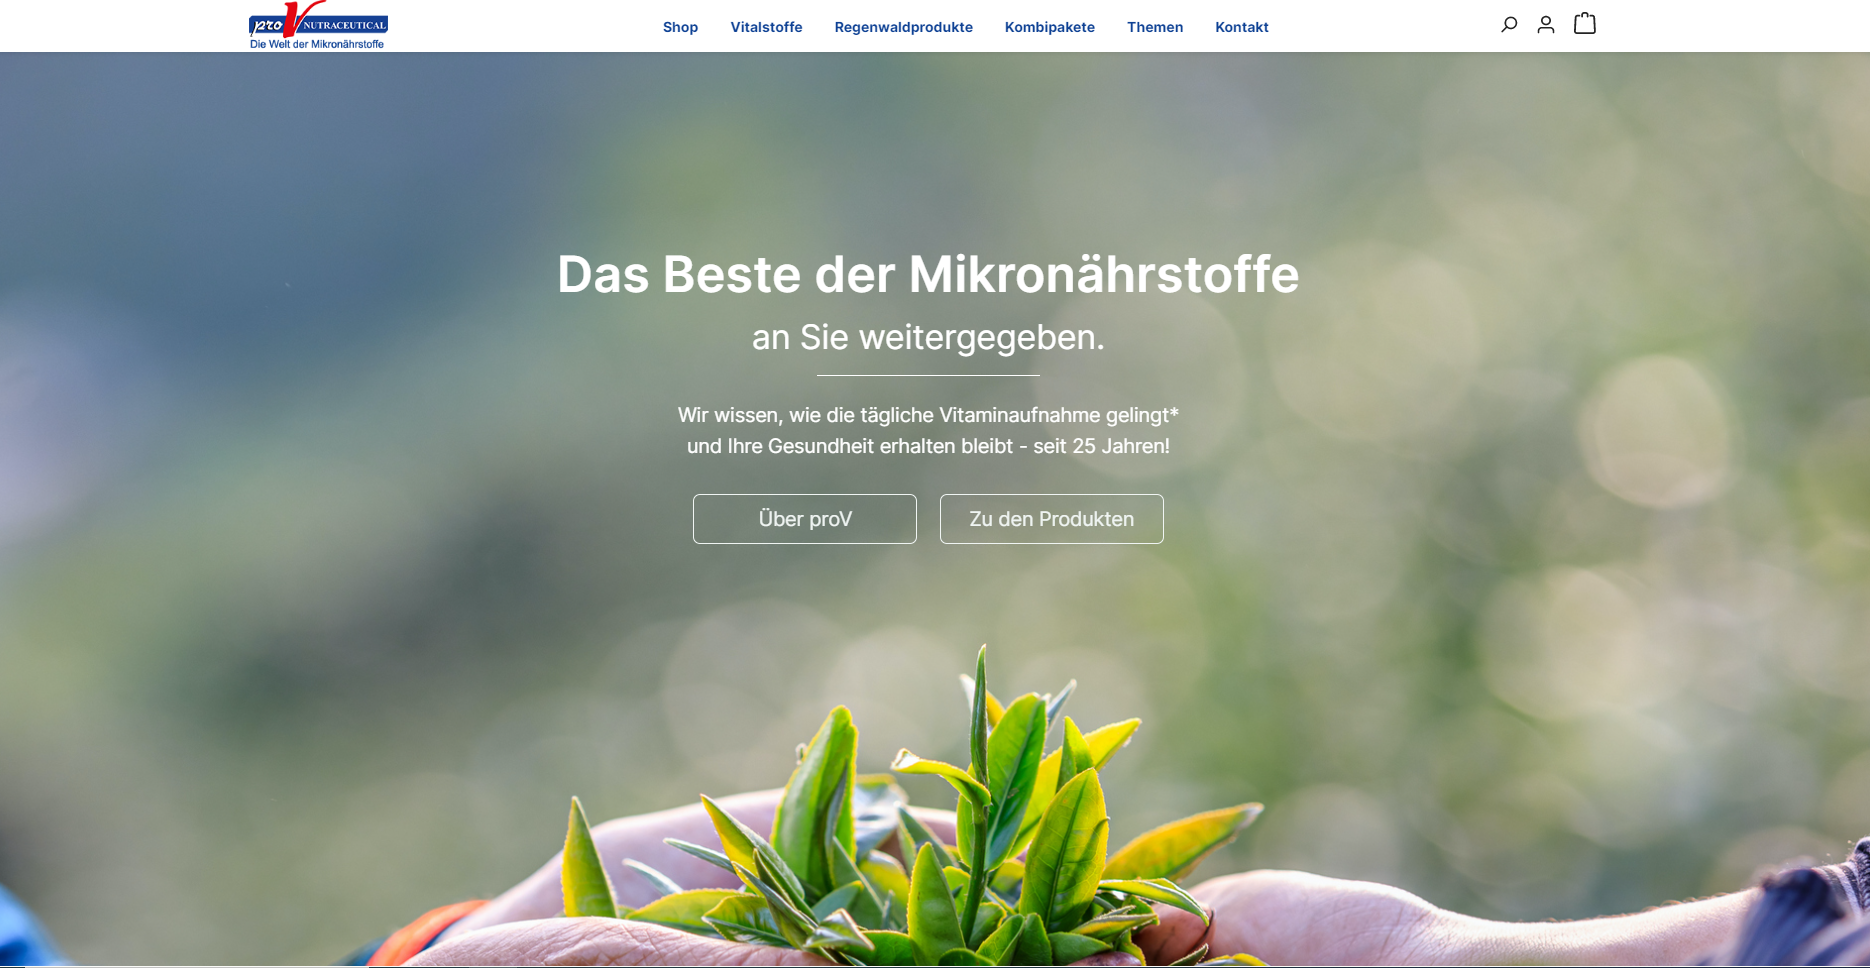 pro V NUTRACEUTICAL
Die Welt der Mikronährstoffe
Shop Vitalstoffe Regenwaldprodukte Kombipakete Themen Kontakt
Das Beste der Mikronährstoffe
an Sie weitergegeben.
Wir wissen, wie die tägliche Vitaminaufnahme gelingt*
und Ihre Gesundheit erhalten bleibt - seit 25 Jahren!
Über proV Zu den Produkten